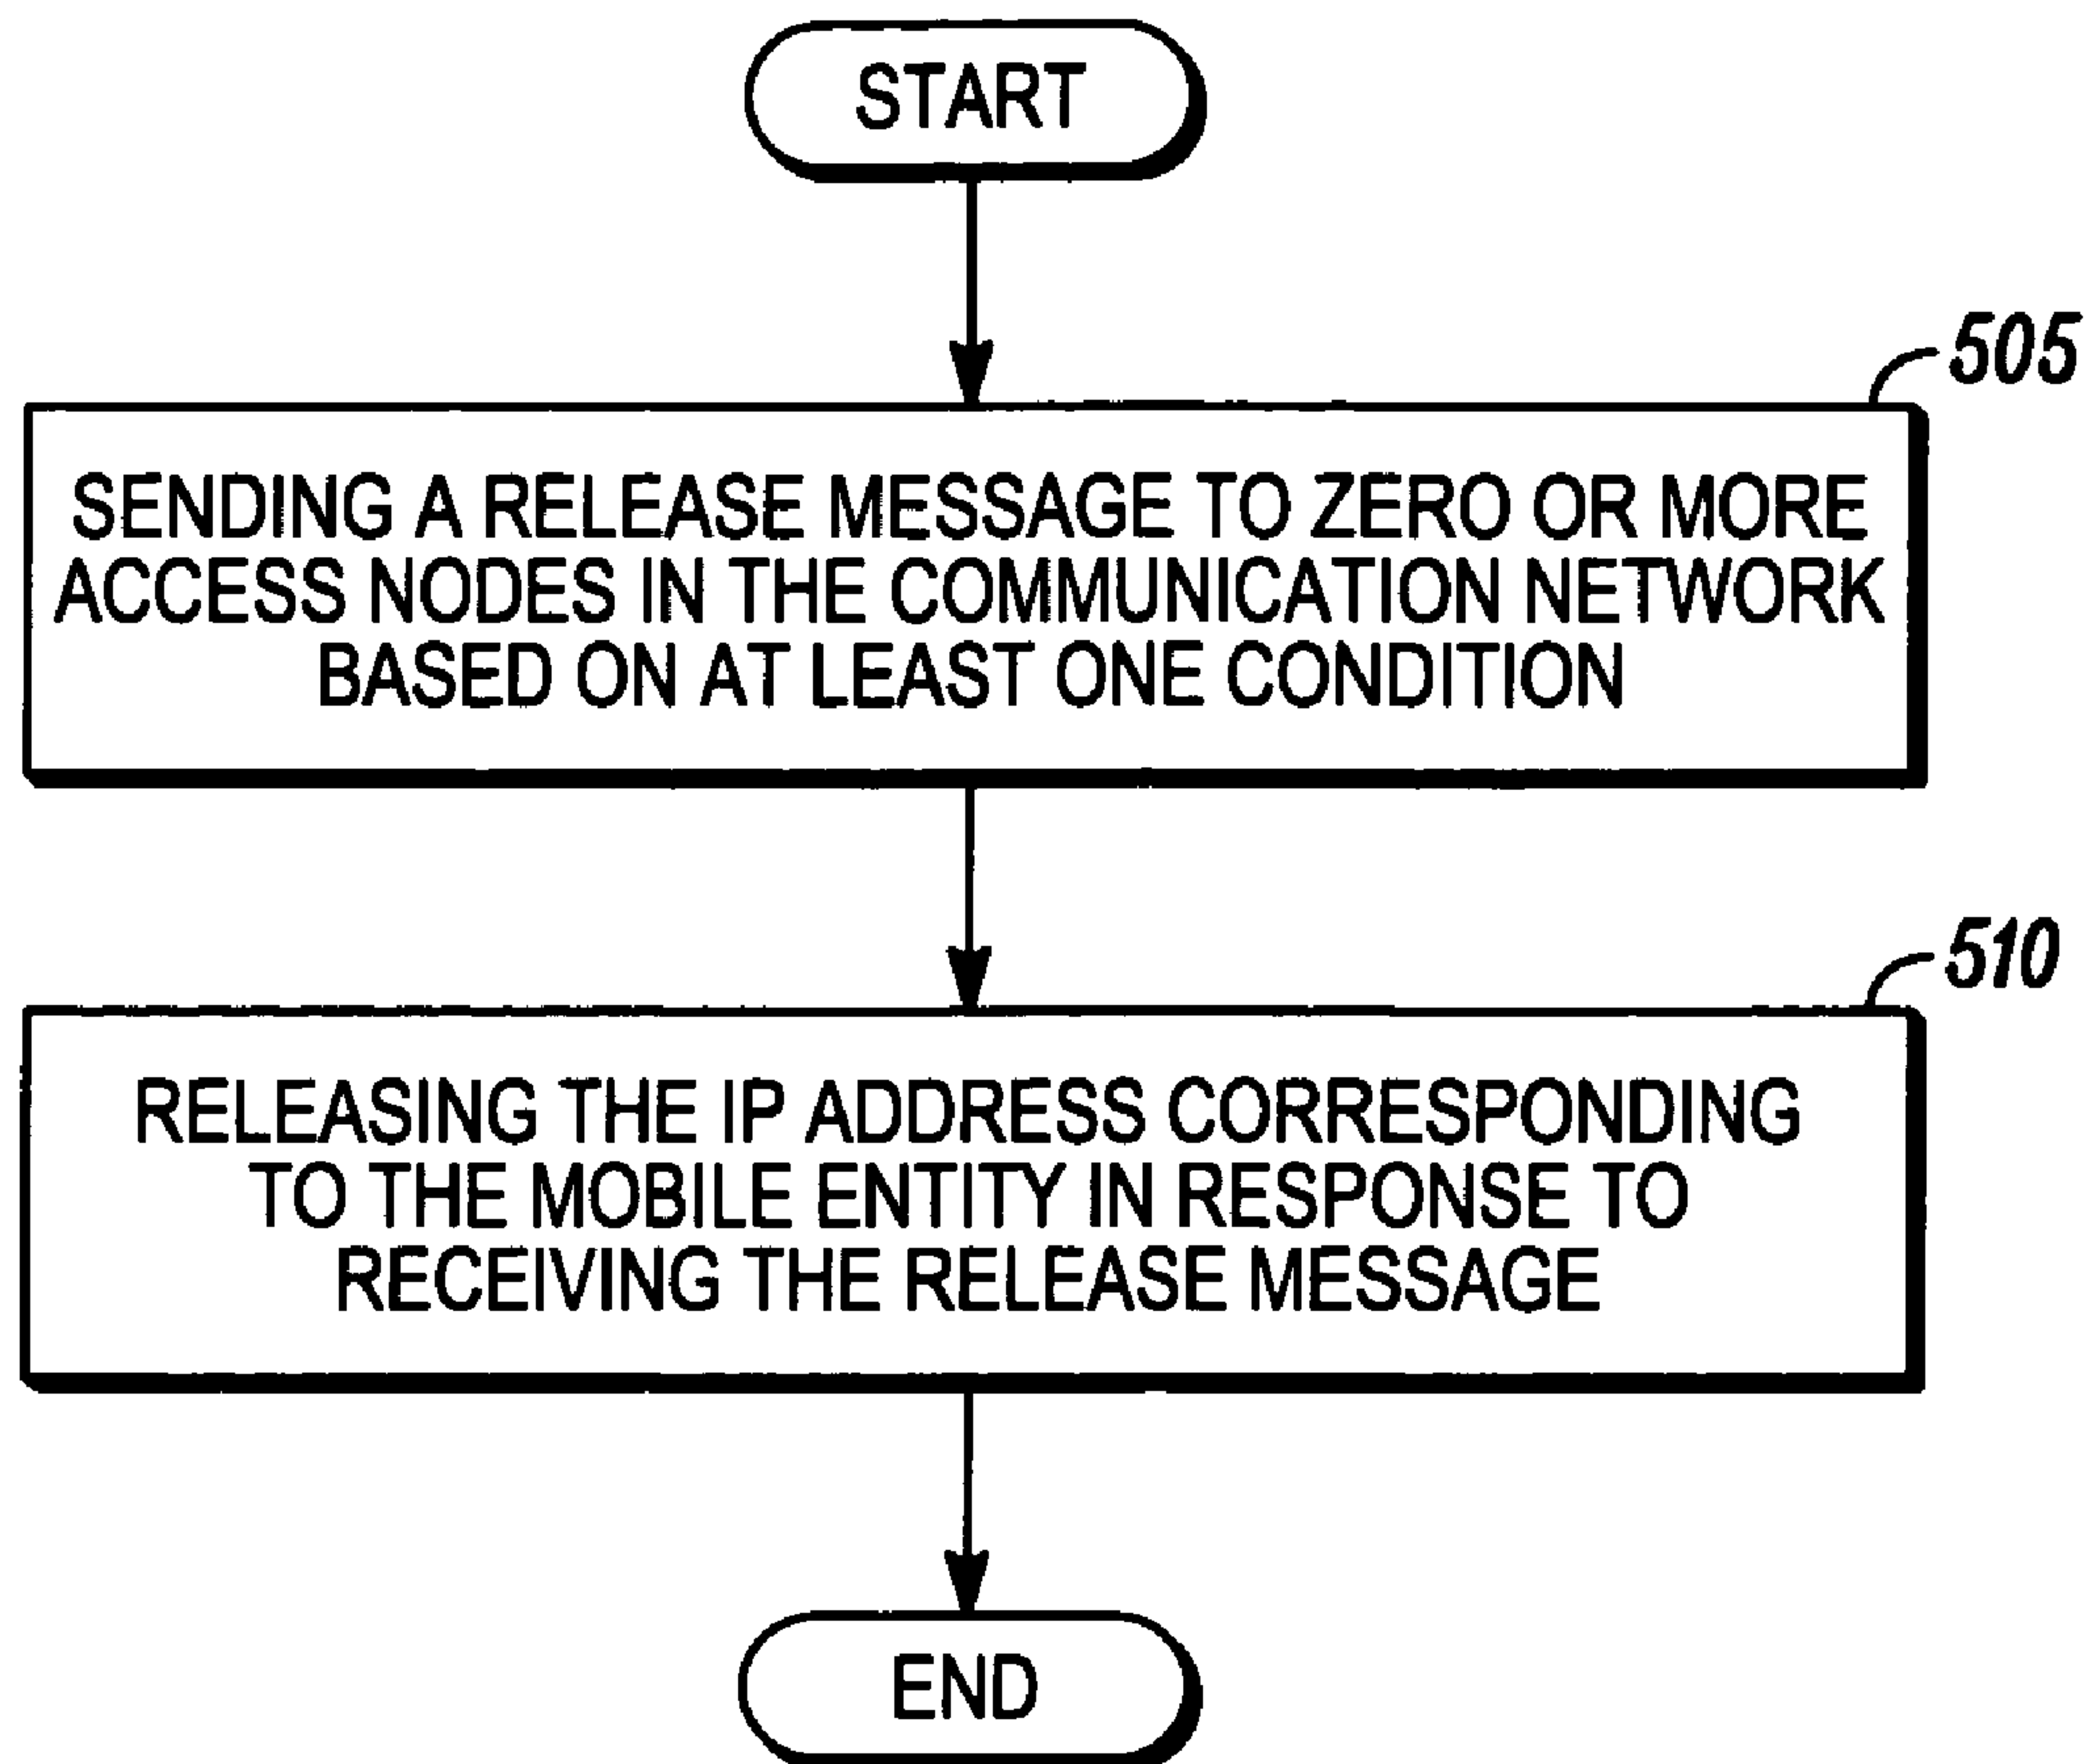 START
505
SENDING A RELEASE MESSAGE TO ZERO OR MORE
ACCESS NODES IN THE COMMUNICATION NETWORK
BASED ON AT LEAST ONE CONDITION
510
RELEASING THE IP ADDRESS CORRESPONDING
TO THE MOBILE ENTITY IN RESPONSE TO
RECEIVING THE RELEASE MESSAGE
END